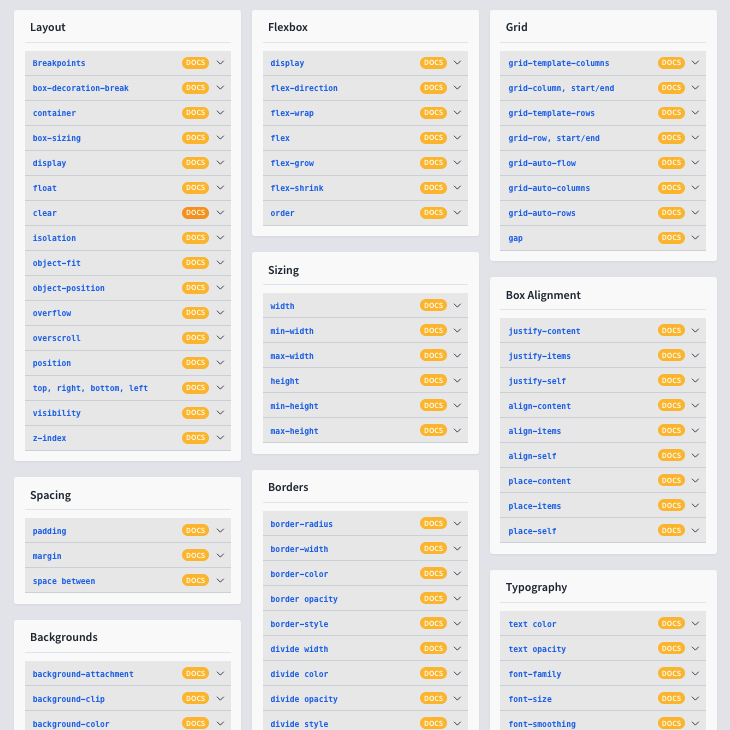 Layout
Breakpoints DOCS
box-decoration-break DOCS
container DOCS
box-sizing DOCS
display DOCS
float DOCS
clear DOCS
isolation DOCS
object-fit DOCS
object-position DOCS
overflow DOCS
overscroll DOCS
position DOCS
top, right, bottom, left DOCS
visibility DOCS
z-index DOCS
Spacing
padding DOCS
margin DOCS
space between DOCS
Backgrounds
background-attachment DOCS
background-clip DOCS
background-color DOCS
Flexbox
display DOCS
flex-direction DOCS
flex-wrap DOCS
flex DOCS
flex-grow DOCS
flex-shrink DOCS
order DOCS
Sizing
width DOCS
min-width DOCS
max-width DOCS
height DOCS
min-height DOCS
max-height DOCS
Borders
border-radius DOCS
border-width DOCS
border-color DOCS
border opacity DOCS
border-style DOCS
divide width DOCS
divide color DOCS
divide opacity DOCS
divide style DOCS
Grid
grid-template-columns DOCS
grid-column, start/end DOCS
grid-template-rows DOCS
grid-row, start/end DOCS
grid-auto-flow DOCS
grid-auto-columns DOCS
grid-auto-rows DOCS
gap DOCS
Box Alignment
justify-content DOCS
justify-items DOCS
justify-self DOCS
align-content DOCS
align-items DOCS
align-self DOCS
place-content DOCS
place-items DOCS
place-self DOCS
Typography
text color DOCS
text opacity DOCS
font-family DOCS
font-size DOCS
font-smoothing DOCS